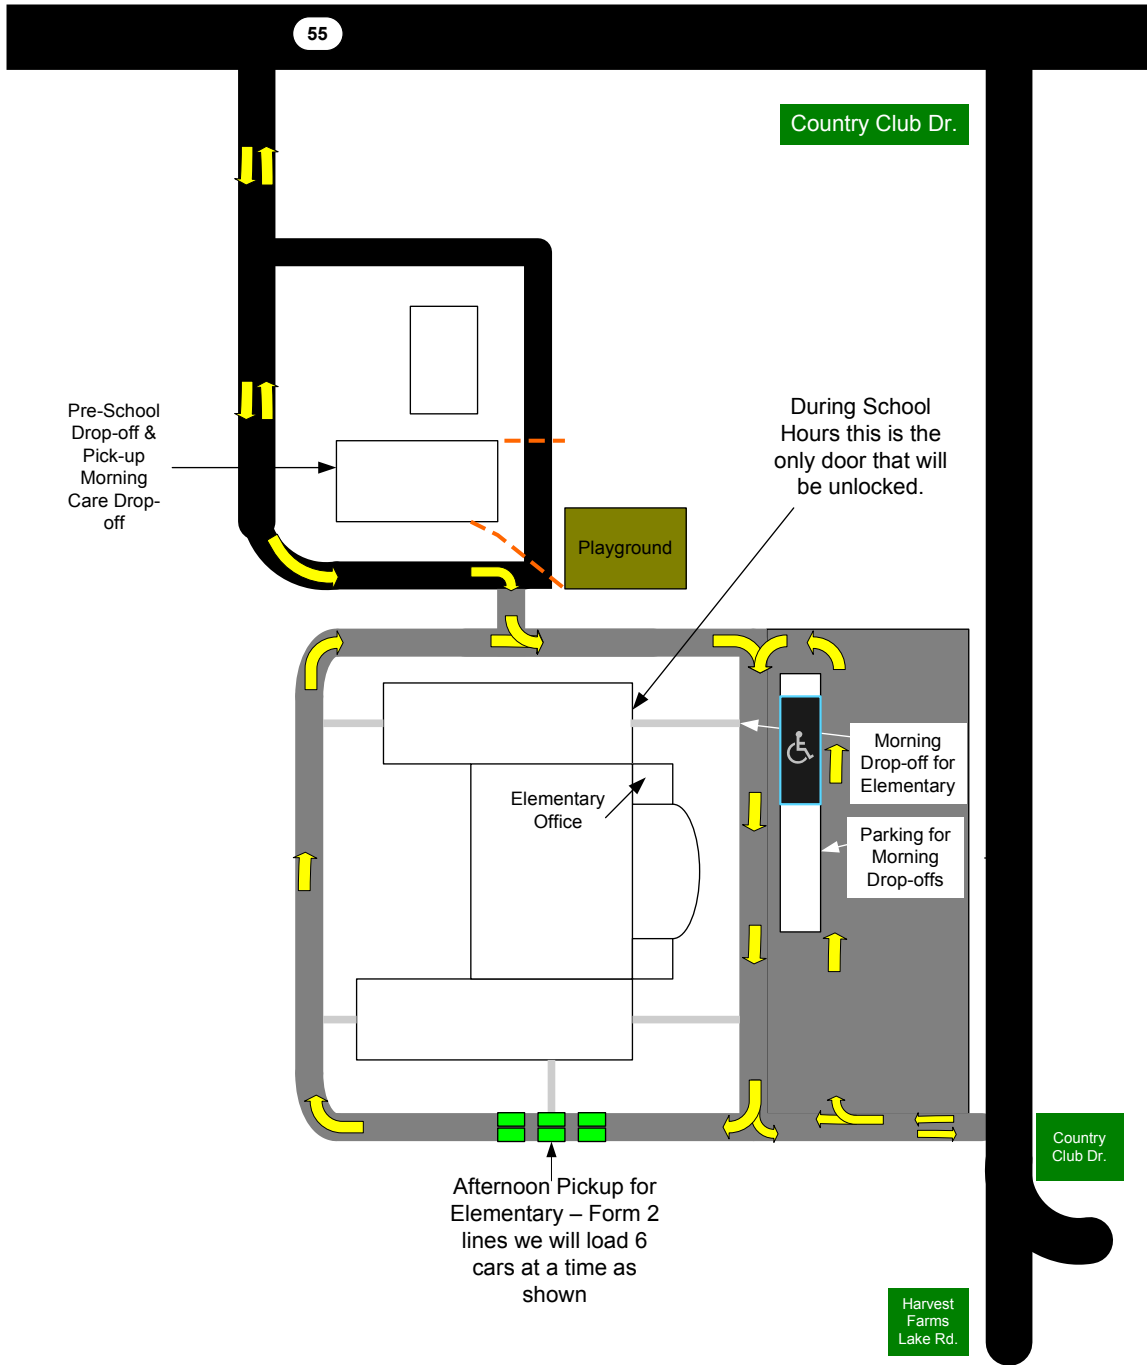 55
Country Club Dr.
Pre-School
Drop-off &
Pick-up
Morning
Care Drop-
off
During School
Hours this is the
only door that will
be unlocked.
Playground
Morning
Drop-off for
Elementary
Elementary
Office
Parking for
Morning
Drop-offs
Country
Club Dr.
Afternoon Pickup for
Elementary – Form 2
lines we will load 6
cars at a time as
shown
Harvest
Farms
Lake Rd.